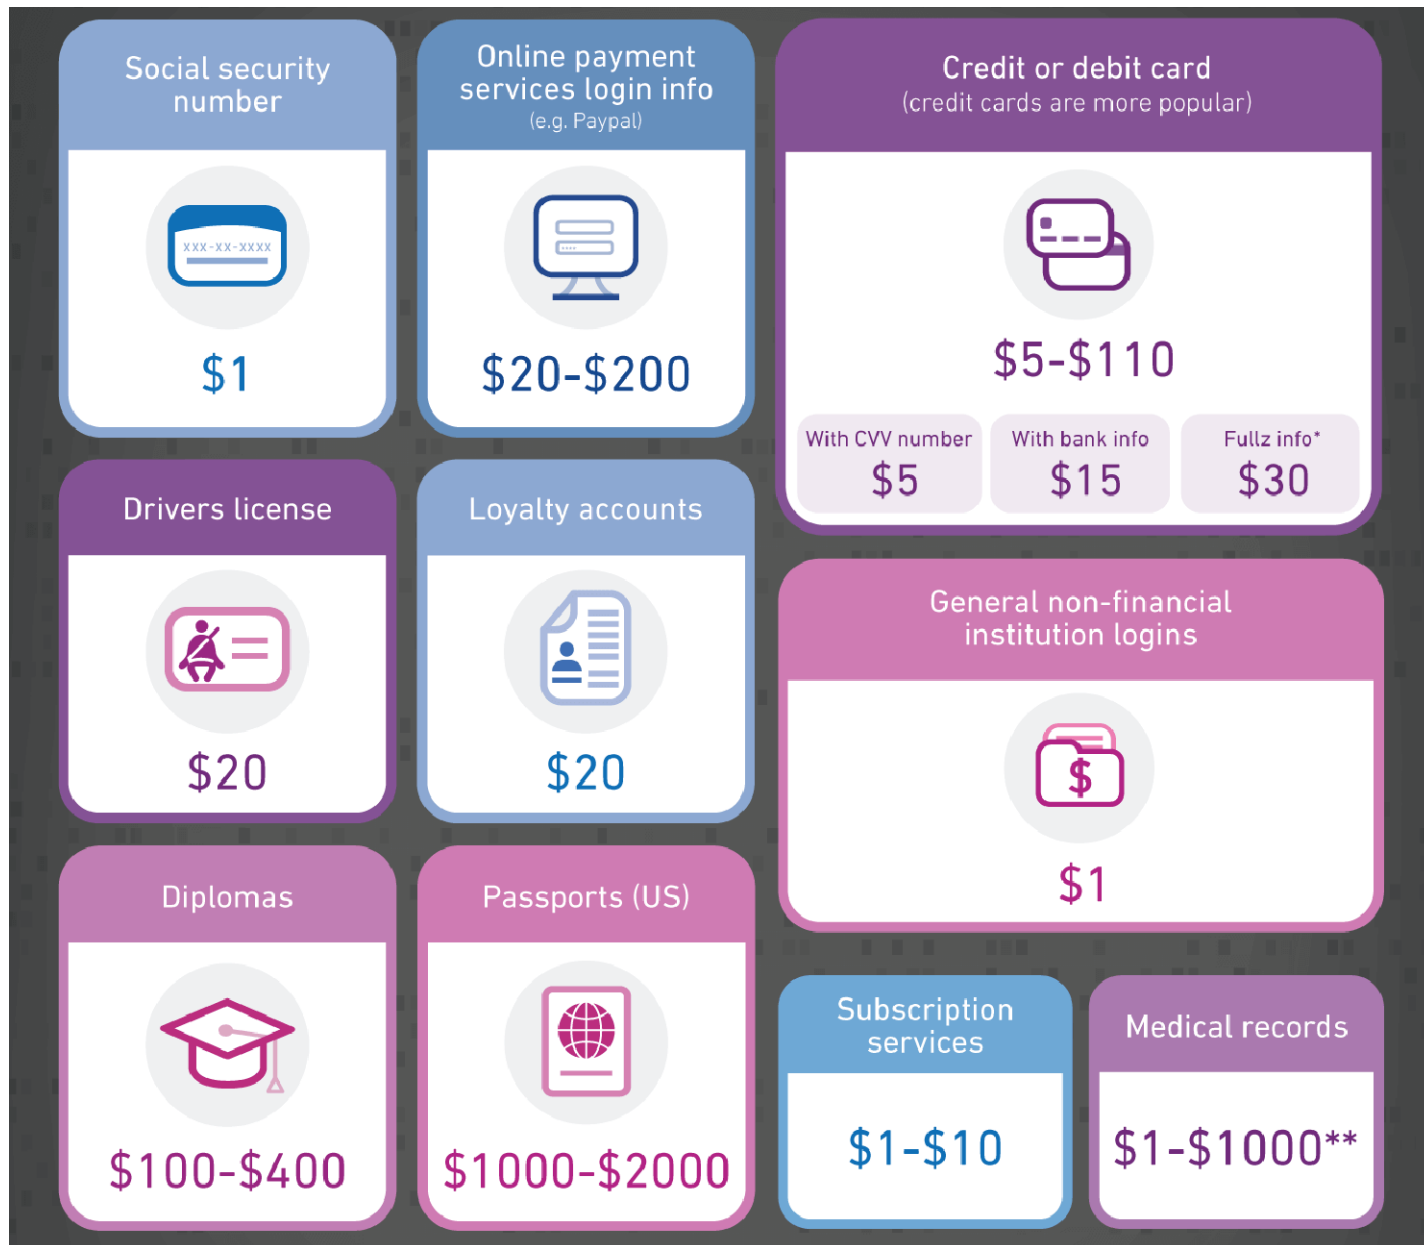 Social security
number
xxx-xx-xxxx
$1
Online payment
services login info
(e.g. Paypal)
$20-$200
Credit or debit card
(credit cards are more popular)
$5-$110
With CVV number
$5
With bank info
$15
Fullz info*
$30
Drivers license
$20
Loyalty accounts
$20
General non-financial
institution logins
$
$1
Diplomas
$100-$400
Passports (US)
$1000-$2000
Subscription
services
$1-$10
Medical records
$1-$1000**